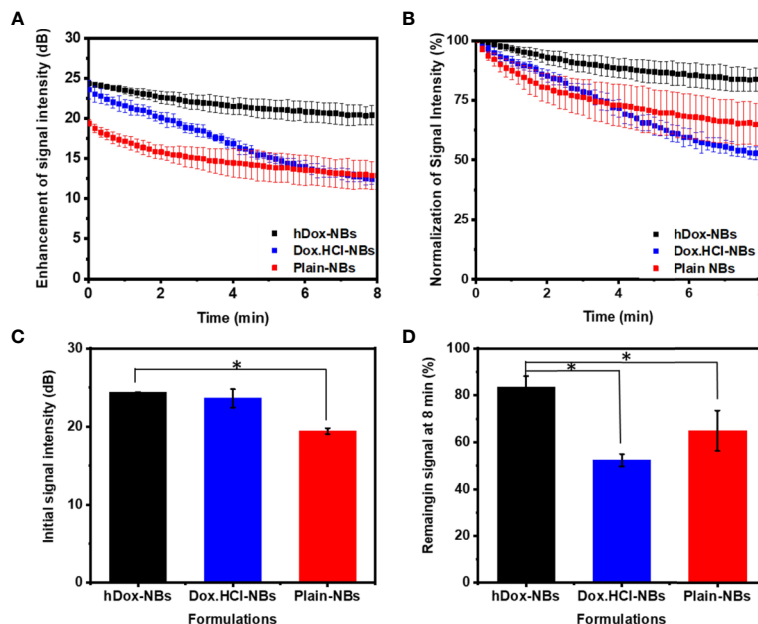 A
Enhancement of signal intensity (dB)
30
25
20
15
10
5
0
hDox-NBs
Dox.HCl-NBs
Plain-NBs
0 2 4 6 8
Time (min)
B
Normalization of Signal Intensity (%)
100
75
50
25
0
hDox-NBs
Dox.HCl-NBs
Plain NBs
0 2 4 6 8
Time (min)
C
Initial signal intensity (dB)
30
20
10
0
*
hDox-NBs Dox.HCl-NBs Plain-NBs
Formulations
D
Remaingin signal at 8 min (%)
100
80
60
40
20
0
*
*
hDox-NBs Dox.HCl-NBs Plain-NBs
Formulations